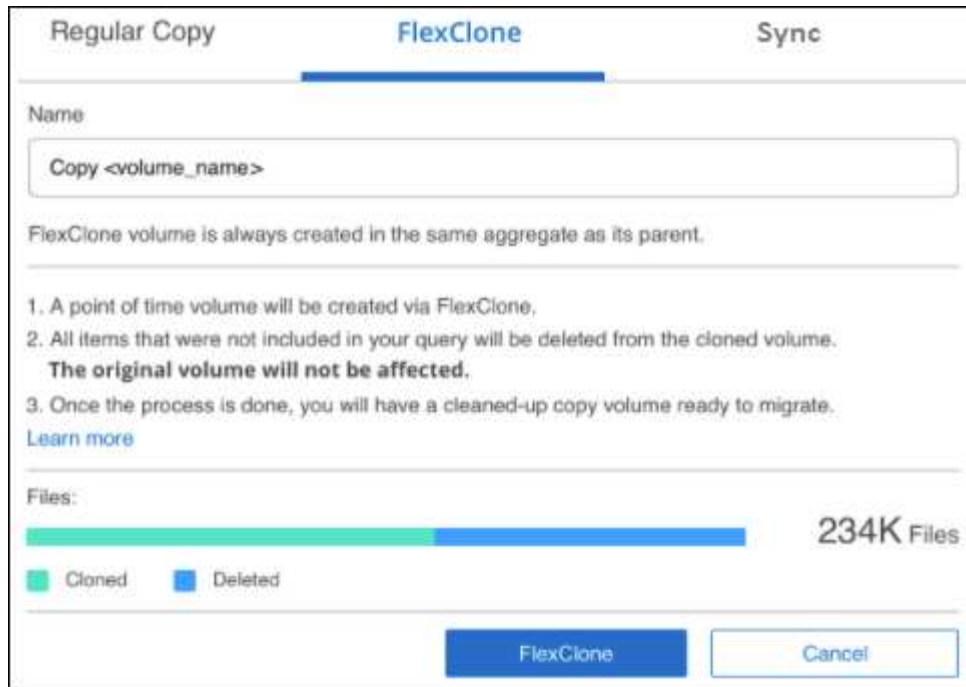 Regular Copy FlexClone Sync
Name
Copy <volume_name>
FlexClone volume is always created in the same aggregate as its parent.
1. A point of time volume will be created via FlexClone.
2. All items that were not included in your query will be deleted from the cloned volume.
The original volume will not be affected.
3. Once the process is done, you will have a cleaned-up copy volume ready to migrate.
Learn more
Files:
234K Files
Cloned Deleted
FlexClone Cancel